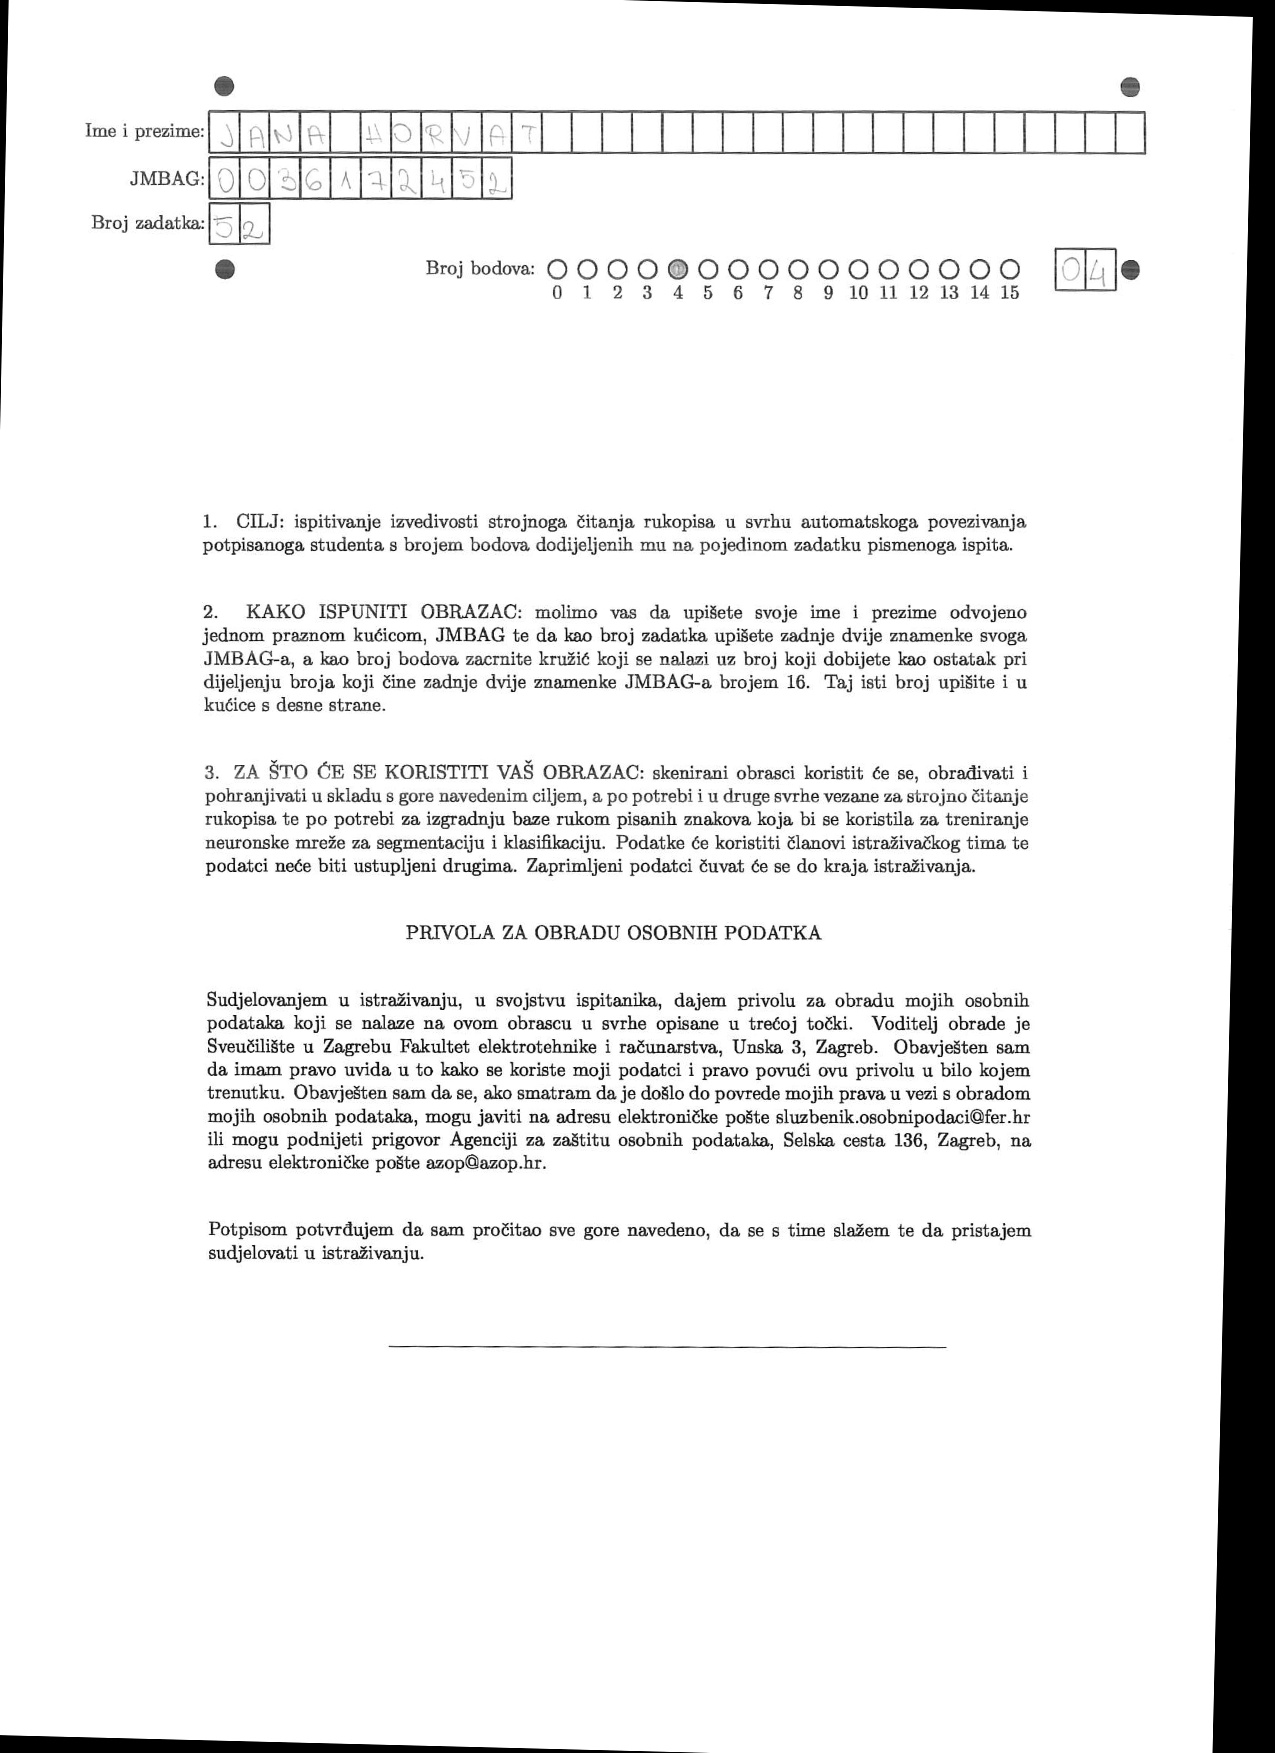 Ime i prezime: JANA HORVAT
JMBAG: 0036172452
Broj zadatka: 52
Broj bodova: 04
0 1 2 3 4 5 6 7 8 9 10 11 12 13 14 15
1. CILJ: ispitivanje izvedivosti strojnoga čitanja rukopisa u svrhu automatskoga povezivanja
potpisanoga studenta s brojem bodova dodijeljenih mu na pojedinom zadatku pismenoga ispita.
2. KAKO ISPUNITI OBRAZAC: molimo vas da upišete svoje ime i prezime odvojeno
jednom praznom kućicom, JMBAG te da kao broj zadatka upišete zadnje dvije znamenke svoga
JMBAG-a, a kao broj bodova zacrnite kružić koji se nalazi uz broj koji dobijete kao ostatak pri
dijeljenju broja koji čine zadnje dvije znamenke JMBAG-a brojem 16. Taj isti broj upišite i u
kućice s desne strane.
3. ZA ŠTO ĆE SE KORISTITI VAŠ OBRAZAC: skenirani obrasci koristit će se, obrađivati i
pohranjivati u skladu s gore navedenim ciljem, a po potrebi i u druge svrhe vezane za strojno čitanje
rukopisa te po potrebi za izgradnju baze rukom pisanih znakova koja bi se koristila za treniranje
neuronske mreže za segmentaciju i klasifikaciju. Podatke će koristiti članovi istraživačkog tima te
podatci neće biti ustupljeni drugima. Zaprimljeni podatci čuvat će se do kraja istraživanja.
PRIVOLA ZA OBRADU OSOBNIH PODATKA
Sudjelovanjem u istraživanju, u svojstvu ispitanika, dajem privolu za obradu mojih osobnih
podataka koji se nalaze na ovom obrascu u svrhe opisane u trećoj točki. Voditelj obrade je
Sveučilište u Zagrebu Fakultet elektrotehnike i računarstva, Unska 3, Zagreb. Obavješten sam
da imam pravo uvida u to kako se koriste moji podatci i pravo povući ovu privolu u bilo kojem
trenutku. Obavješten sam da se, ako smatram da je došlo do povrede mojih prava u vezi s obradom
mojih osobnih podataka, mogu javiti na adresu elektroničke pošte sluzbenik.osobnipodaci@fer.hr
ili mogu podnijeti prigovor Agenciji za zaštitu osobnih podataka, Selska cesta 136, Zagreb, na
adresu elektroničke pošte azop@azop.hr.
Potpisom potvrđujem da sam pročitao sve gore navedeno, da se s time slažem te da pristajem
sudjelovati u istraživanju.